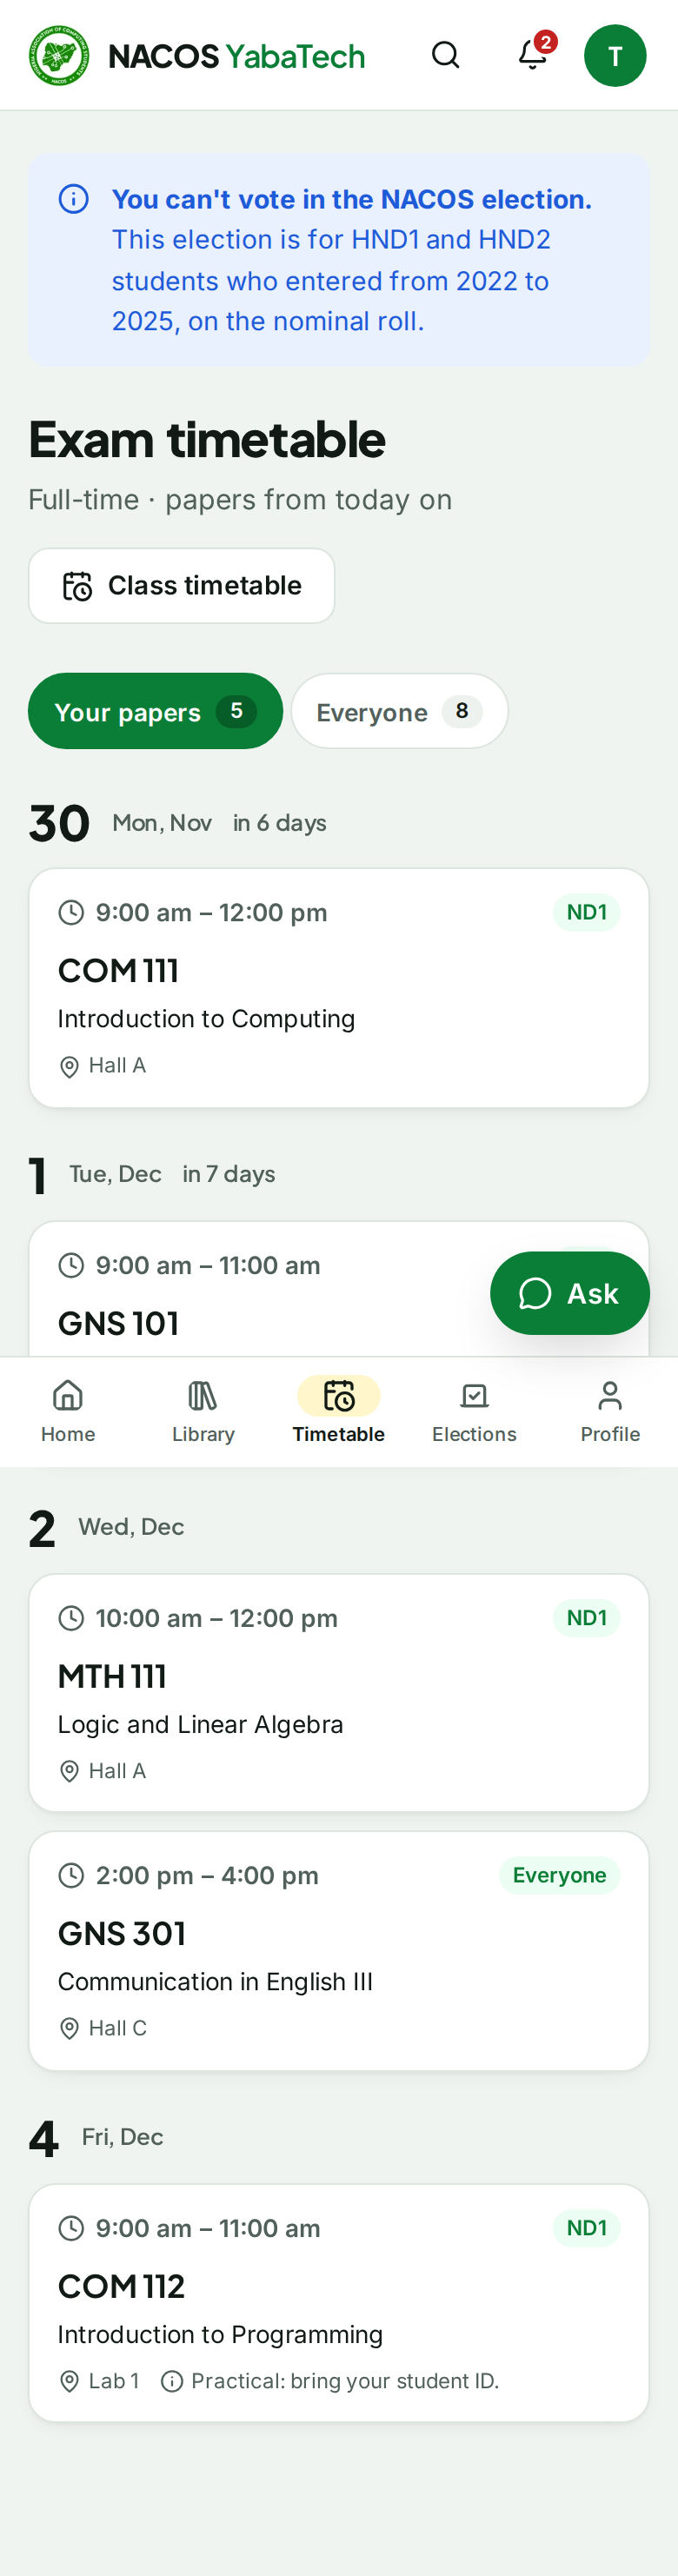 NACOS YabaTech
2
T
You can't vote in the NACOS election.
This election is for HND1 and HND2
students who entered from 2022 to
2025, on the nominal roll.
Exam timetable
Full-time · papers from today on
Class timetable
Your papers 5
Everyone 8
30 Mon, Nov in 6 days
9:00 am – 12:00 pm
ND1
COM 111
Introduction to Computing
Hall A
1 Tue, Dec in 7 days
9:00 am – 11:00 am
GNS 101
Ask
Home
Library
Timetable
Elections
Profile
2 Wed, Dec
10:00 am – 12:00 pm
ND1
MTH 111
Logic and Linear Algebra
Hall A
2:00 pm – 4:00 pm
Everyone
GNS 301
Communication in English III
Hall C
4 Fri, Dec
9:00 am – 11:00 am
ND1
COM 112
Introduction to Programming
Lab 1
Practical: bring your student ID.